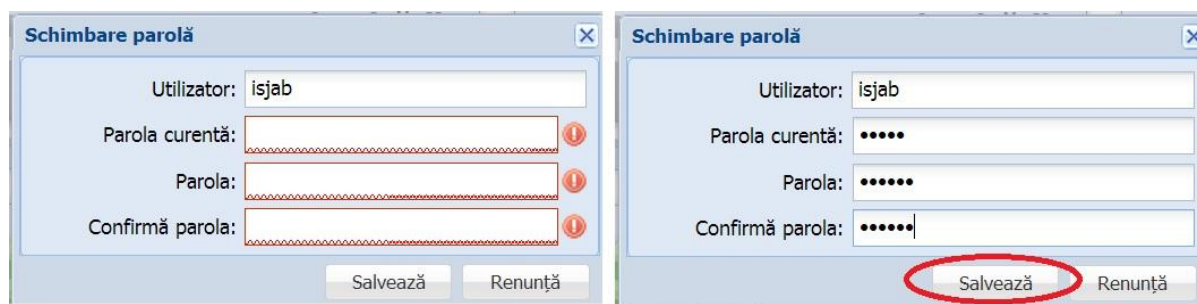 Schimbare parolă
Utilizator: isjab
Parola curentă:
Parola:
Confirmă parola:
Salvează Renunță
Schimbare parolă
Utilizator: isjab
Parola curentă: •••••
Parola: ••••••
Confirmă parola: ••••••
Salvează Renunță